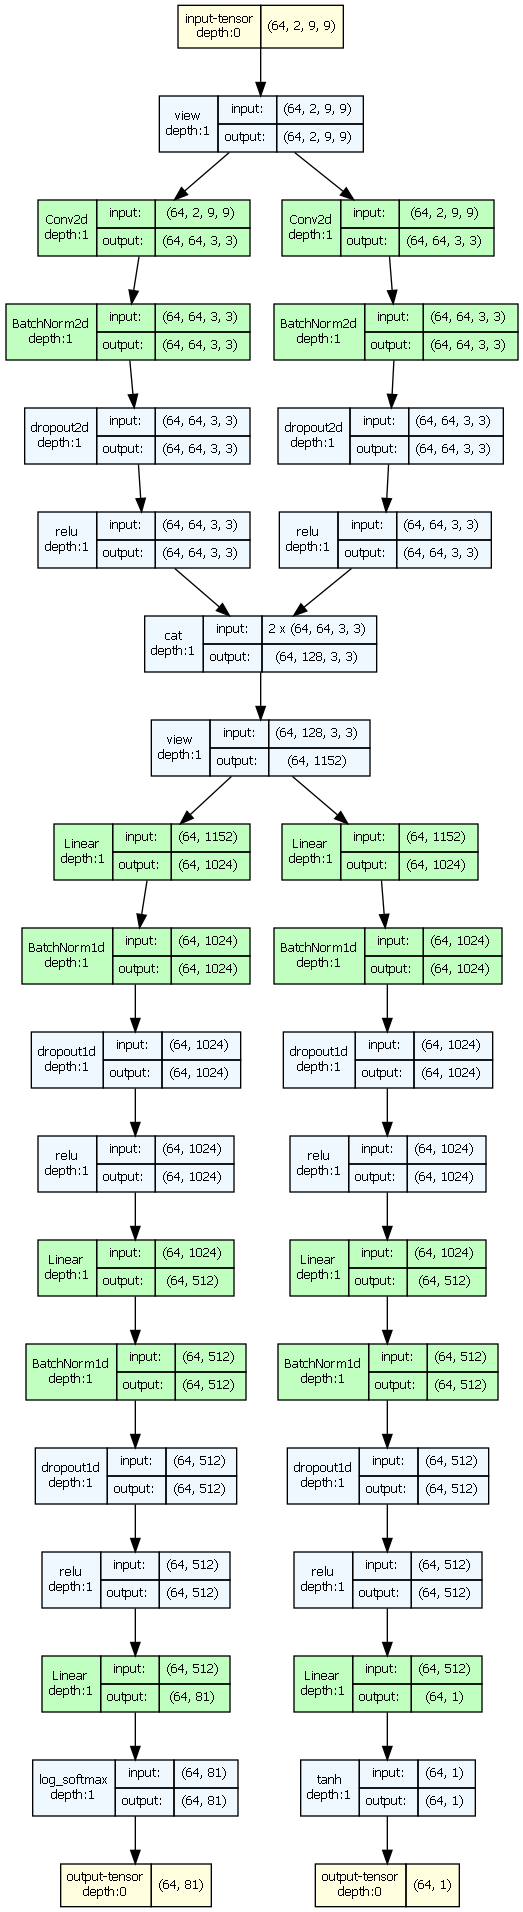 input-tensor
depth:0
(64, 2, 9, 9)
view
depth:1
input:
(64, 2, 9, 9)
output:
(64, 2, 9, 9)
Conv2d
depth:1
input:
(64, 2, 9, 9)
output:
(64, 64, 3, 3)
Conv2d
depth:1
input:
(64, 2, 9, 9)
output:
(64, 64, 3, 3)
BatchNorm2d
depth:1
input:
(64, 64, 3, 3)
output:
(64, 64, 3, 3)
BatchNorm2d
depth:1
input:
(64, 64, 3, 3)
output:
(64, 64, 3, 3)
dropout2d
depth:1
input:
(64, 64, 3, 3)
output:
(64, 64, 3, 3)
dropout2d
depth:1
input:
(64, 64, 3, 3)
output:
(64, 64, 3, 3)
relu
depth:1
input:
(64, 64, 3, 3)
output:
(64, 64, 3, 3)
relu
depth:1
input:
(64, 64, 3, 3)
output:
(64, 64, 3, 3)
cat
depth:1
input:
2 x (64, 64, 3, 3)
output:
(64, 128, 3, 3)
view
depth:1
input:
(64, 128, 3, 3)
output:
(64, 1152)
Linear
depth:1
input:
(64, 1152)
output:
(64, 1024)
Linear
depth:1
input:
(64, 1152)
output:
(64, 1024)
BatchNorm1d
depth:1
input:
(64, 1024)
output:
(64, 1024)
BatchNorm1d
depth:1
input:
(64, 1024)
output:
(64, 1024)
dropout1d
depth:1
input:
(64, 1024)
output:
(64, 1024)
dropout1d
depth:1
input:
(64, 1024)
output:
(64, 1024)
relu
depth:1
input:
(64, 1024)
output:
(64, 1024)
relu
depth:1
input:
(64, 1024)
output:
(64, 1024)
Linear
depth:1
input:
(64, 1024)
output:
(64, 512)
Linear
depth:1
input:
(64, 1024)
output:
(64, 512)
BatchNorm1d
depth:1
input:
(64, 512)
output:
(64, 512)
BatchNorm1d
depth:1
input:
(64, 512)
output:
(64, 512)
dropout1d
depth:1
input:
(64, 512)
output:
(64, 512)
dropout1d
depth:1
input:
(64, 512)
output:
(64, 512)
relu
depth:1
input:
(64, 512)
output:
(64, 512)
relu
depth:1
input:
(64, 512)
output:
(64, 512)
Linear
depth:1
input:
(64, 512)
output:
(64, 81)
Linear
depth:1
input:
(64, 512)
output:
(64, 1)
log_softmax
depth:1
input:
(64, 81)
output:
(64, 81)
tanh
depth:1
input:
(64, 1)
output:
(64, 1)
output-tensor
depth:0
(64, 81)
output-tensor
depth:0
(64, 1)